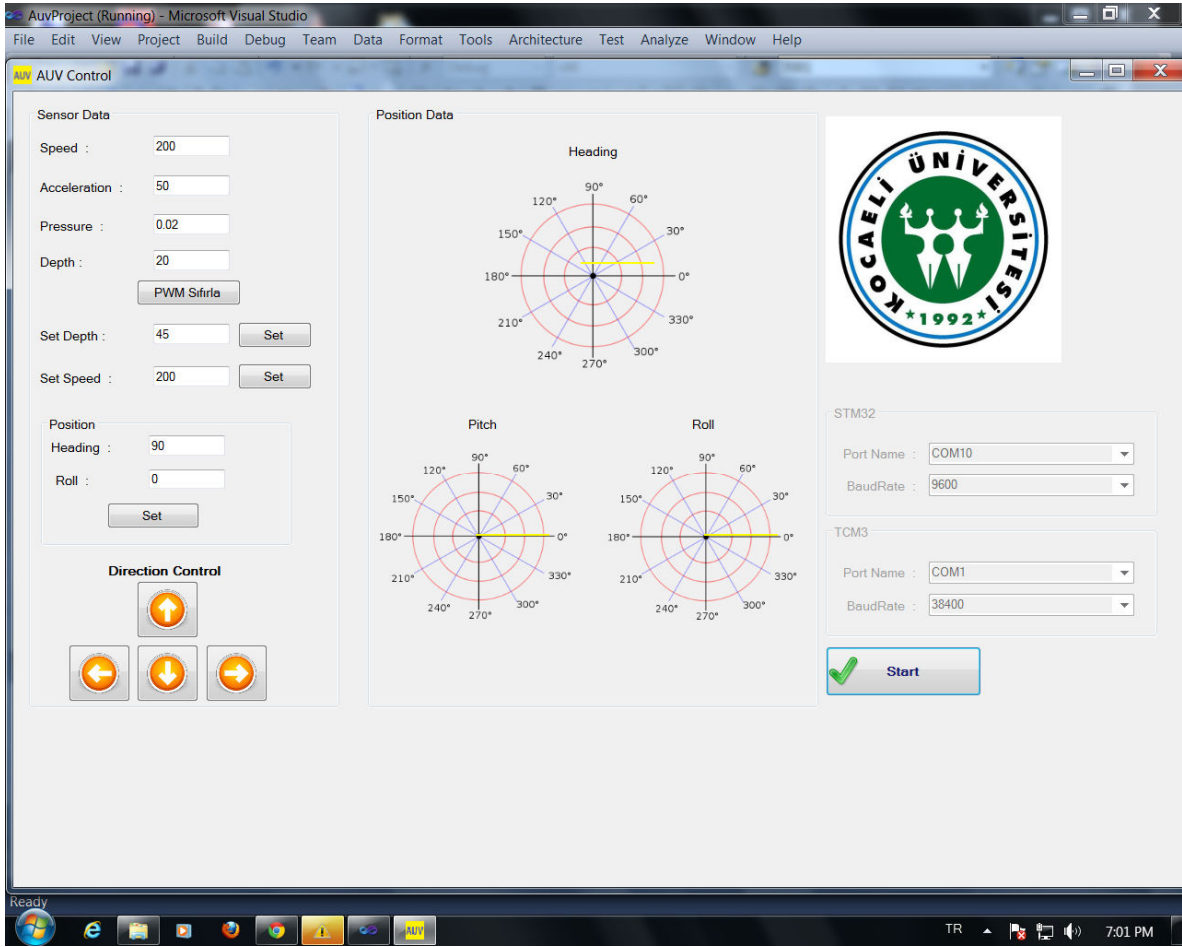 AuvProject (Running) - Microsoft Visual Studio
File Edit View Project Build Debug Team Data Format Tools Architecture Test Analyze Window Help
AUV AUV Control
Sensor Data
Speed : 200
Acceleration : 50
Pressure : 0.02
Depth : 20
PWM Sıfırla
Set Depth : 45 Set
Set Speed : 200 Set
Position
Heading : 90
Roll : 0
Set
Direction Control
Position Data
Heading
90°
120° 60°
150° 30°
180° 0°
210° 330°
240° 300°
270°
Pitch
90°
120° 60°
150° 30°
180° 0°
210° 330°
240° 300°
270°
Roll
90°
120° 60°
150° 30°
180° 0°
210° 330°
240° 300°
270°
KOCAELİ ÜNİVERSİTESİ
*1992*
STM32
Port Name : COM10
BaudRate : 9600
TCM3
Port Name : COM1
BaudRate : 38400
Start
Ready
AUV
TR 7:01 PM